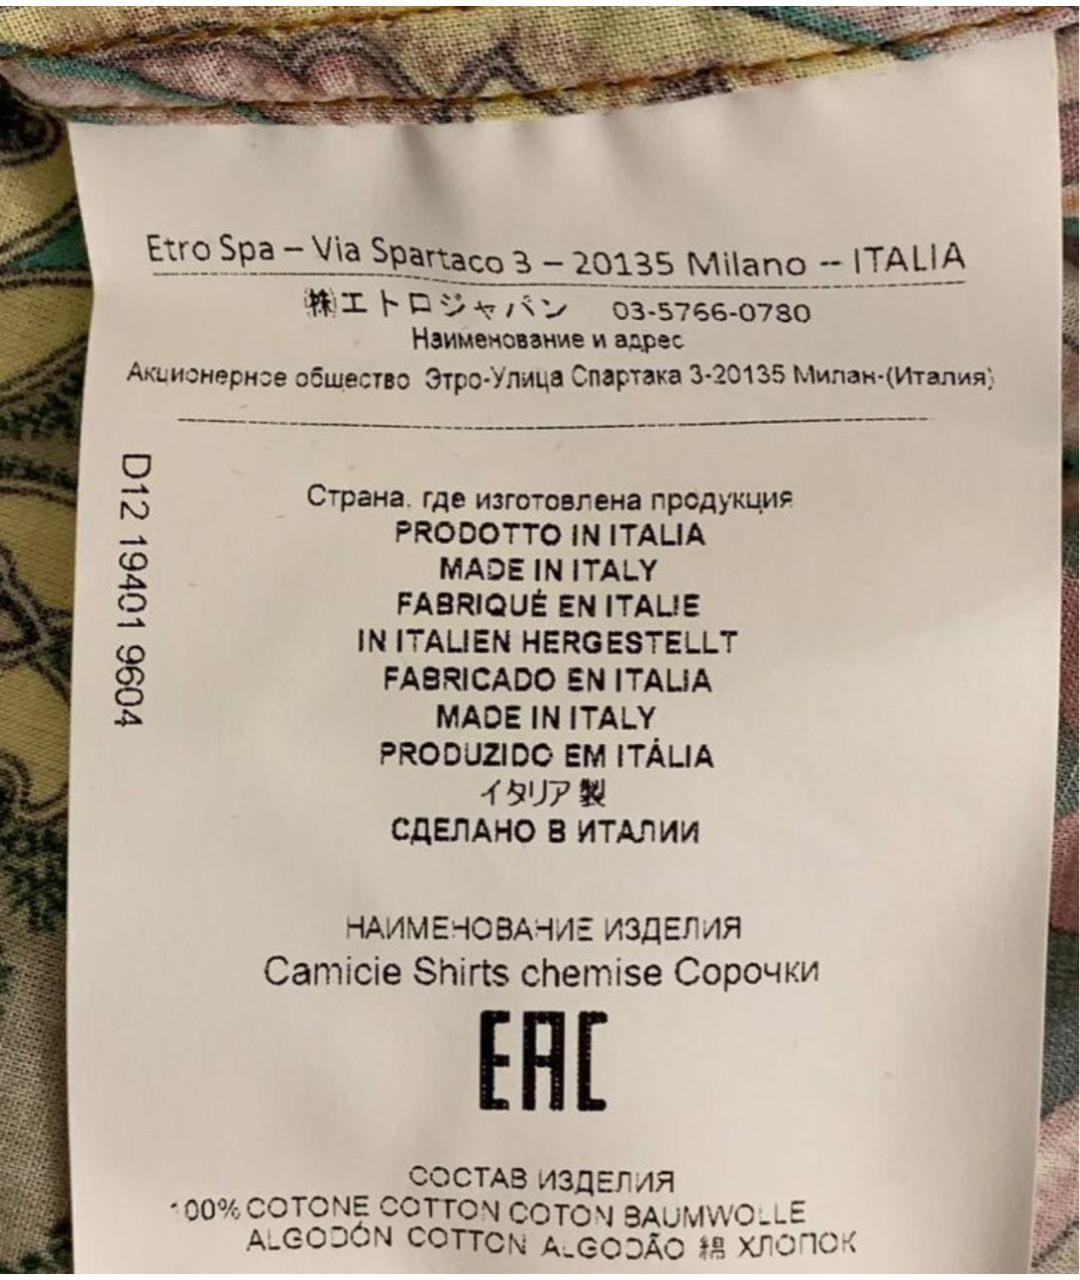 Etro Spa – Via Spartaco 3 – 20135 Milano -- ITALIA
㈱エトロジャパン 03-5766-0780
Наименование и адрес
Акционерное общество Этро-Улица Спартака 3-20135 Милан-(Италия)
D12 19401 9604
Страна. где изготовлена продукция
PRODOTTO IN ITALIA
MADE IN ITALY
FABRIQUÉ EN ITALIE
IN ITALIEN HERGESTELLT
FABRICADO EN ITALIA
MADE IN ITALY
PRODUZIDO EM ITÁLIA
イタリア製
СДЕЛАНО В ИТАЛИИ
НАИМЕНОВАНИЕ ИЗДЕЛИЯ
Camicie Shirts chemise Сорочки
EAC
СОСТАВ ИЗДЕЛИЯ
100% COTONE COTTON COTON BAUMWOLLE
ALGODÓN COTTON ALGODÃO 綿 ХЛОПОК